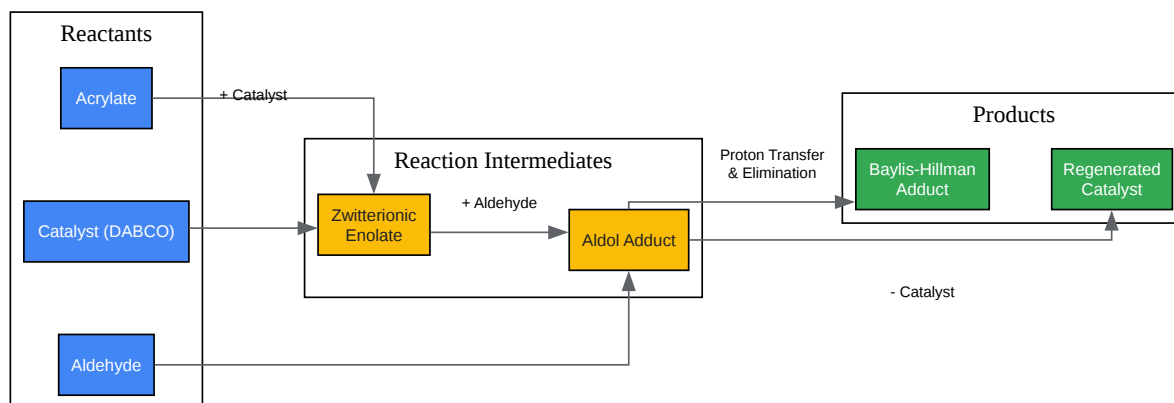 Reactants
Acrylate
+ Catalyst
Catalyst (DABCO)
Aldehyde
Reaction Intermediates
Zwitterionic
Enolate
+ Aldehyde
Aldol Adduct
Proton Transfer
& Elimination
- Catalyst
Products
Baylis-Hillman
Adduct
Regenerated
Catalyst